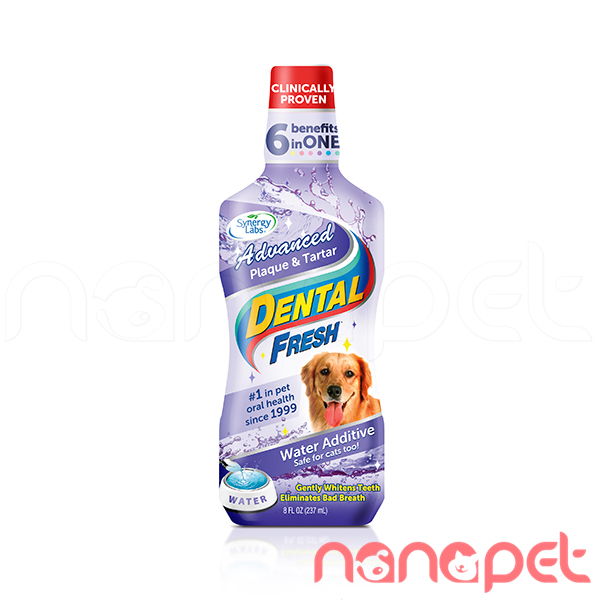 CLINICALLY
PROVEN
6 benefits
in ONE
Synergy
Labs
Advanced
Plaque & Tartar
DENTAL
FRESH
#1 in pet
oral health
since 1999
Water Additive
Safe for cats too!
WATER
Gently Whitens Teeth
Eliminates Bad Breath
8 FL OZ (237 mL)
nanapet
nanapet